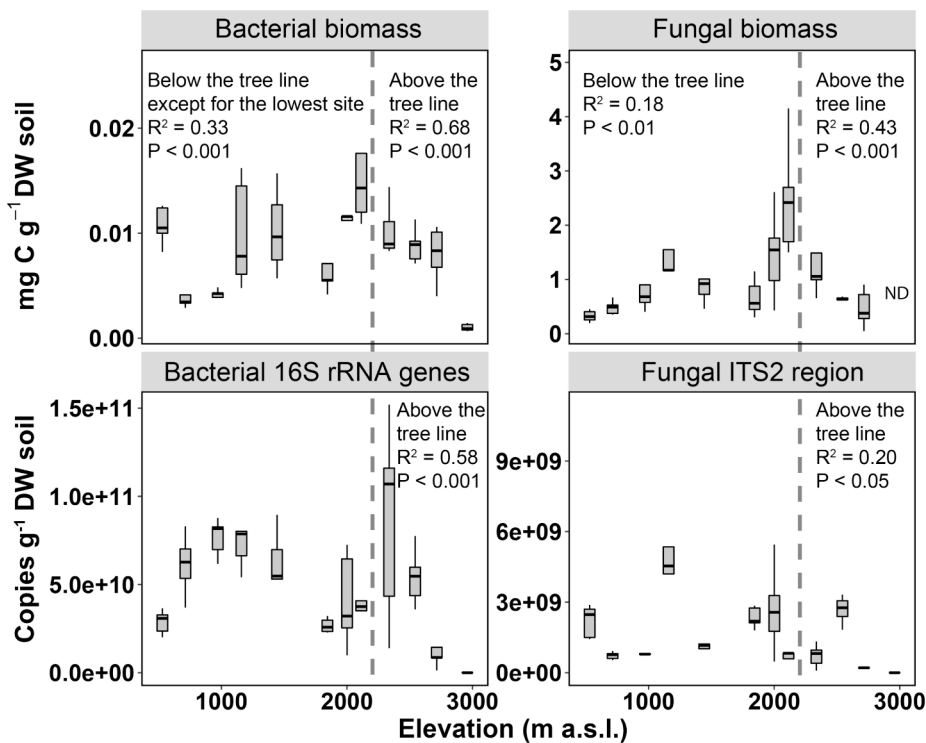 Bacterial biomass
Fungal biomass
mg C g⁻¹ DW soil
0.02
0.01
0.00
Below the tree line
except for the lowest site
R² = 0.33
P < 0.001
Above the
tree line
R² = 0.68
P < 0.001
5
4
3
2
1
0
Below the tree line
R² = 0.18
P < 0.01
Above the
tree line
R² = 0.43
P < 0.001
ND
Bacterial 16S rRNA genes
Fungal ITS2 region
Copies g⁻¹ DW soil
1.5e+11
1.0e+11
5.0e+10
0.0e+00
Above the
tree line
R² = 0.58
P < 0.001
9e+09
6e+09
3e+09
0e+00
Above the
tree line
R² = 0.20
P < 0.05
1000
2000
3000
1000
2000
3000
Elevation (m a.s.l.)